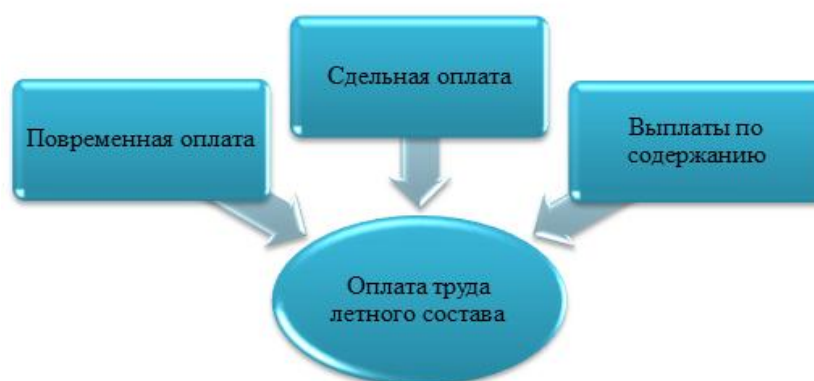 Сдельная оплата
Повременная оплата
Выплаты по
содержанию
Оплата труда
летного состава